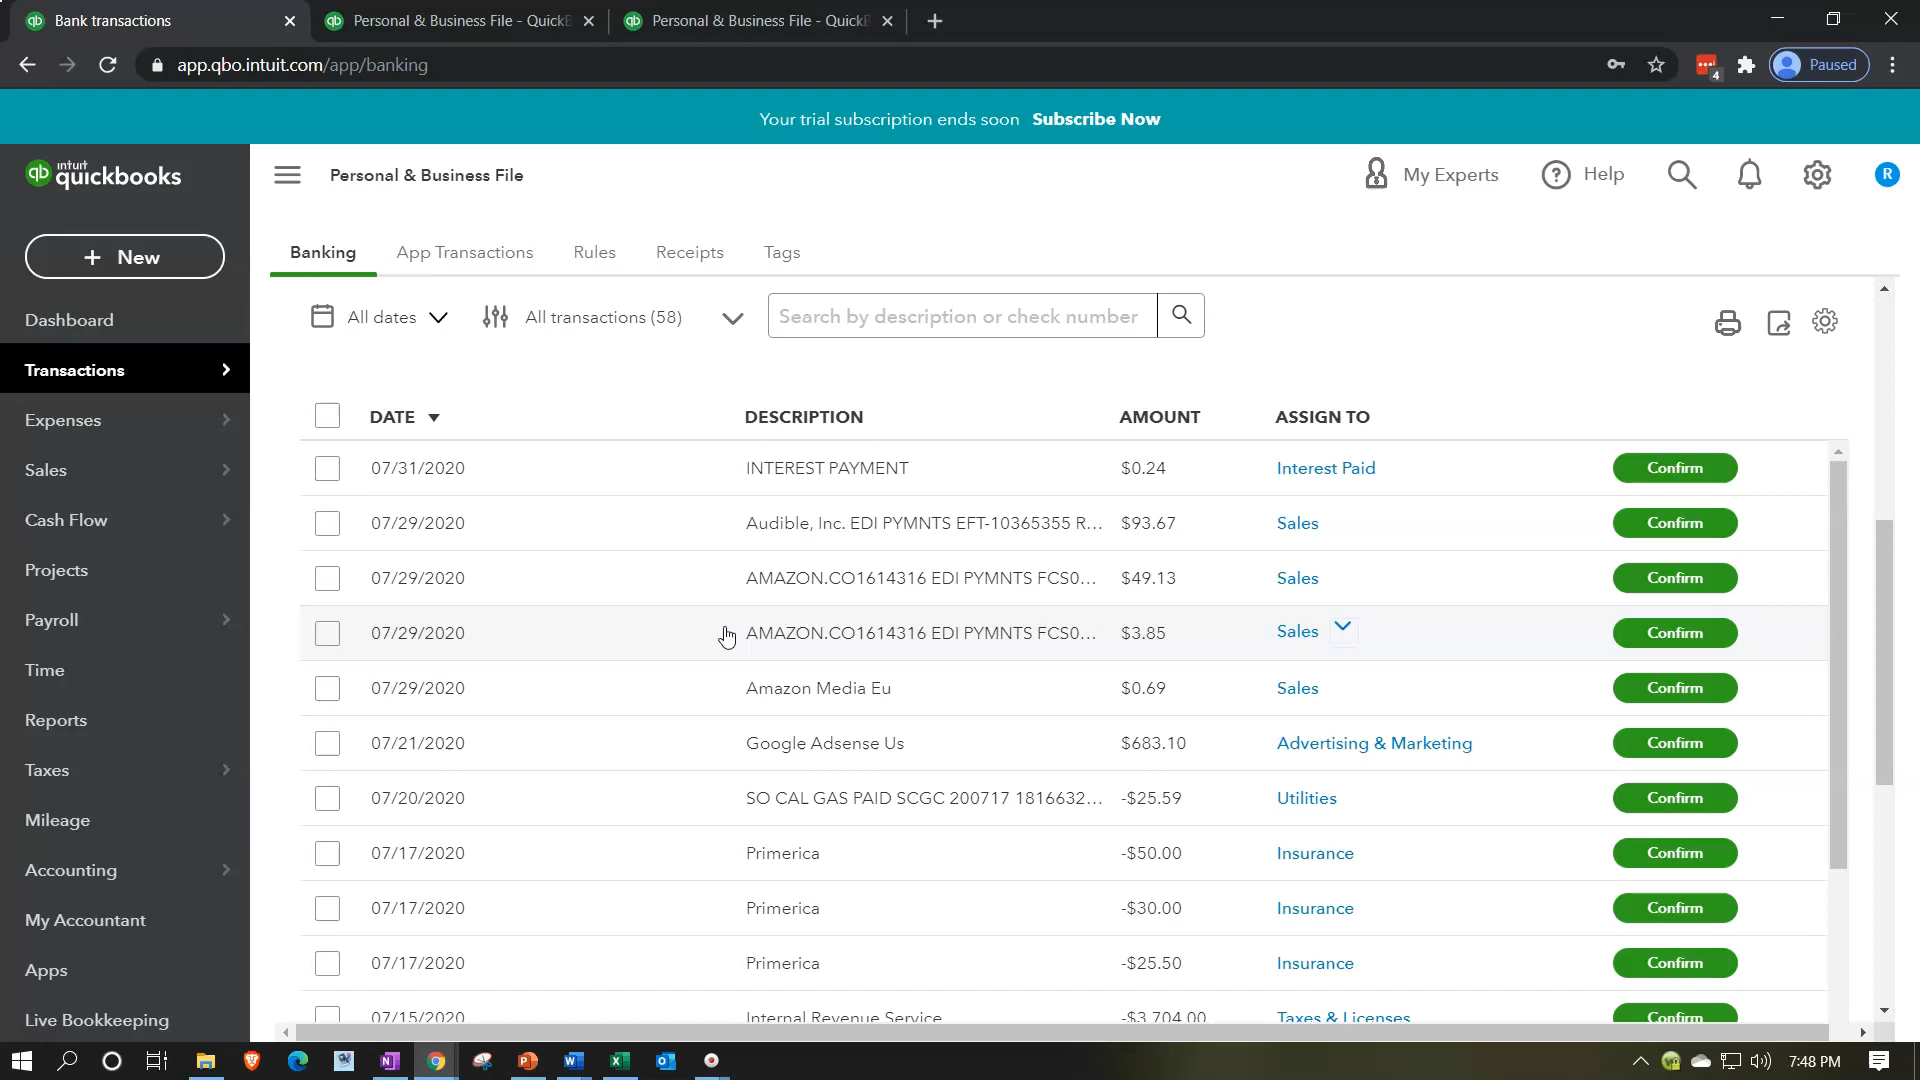 Bank transactions
Personal & Business File - QuickB
Personal & Business File - QuickB
app.qbo.intuit.com/app/banking
4
Paused
Your trial subscription ends soon Subscribe Now
qb intuit quickbooks
Personal & Business File
My Experts
Help
R
+ New
Banking
App Transactions
Rules
Receipts
Tags
All dates
All transactions (58)
Search by description or check number
Dashboard
Transactions
Expenses
Sales
Cash Flow
Projects
Payroll
Time
Reports
Taxes
Mileage
Accounting
My Accountant
Apps
Live Bookkeeping
DATE DESCRIPTION AMOUNT ASSIGN TO
07/31/2020 INTEREST PAYMENT $0.24 Interest Paid Confirm
07/29/2020 Audible, Inc. EDI PYMNTS EFT-10365355 R... $93.67 Sales Confirm
07/29/2020 AMAZON.CO1614316 EDI PYMNTS FCS0... $49.13 Sales Confirm
07/29/2020 AMAZON.CO1614316 EDI PYMNTS FCS0... $3.85 Sales Confirm
07/29/2020 Amazon Media Eu $0.69 Sales Confirm
07/21/2020 Google Adsense Us $683.10 Advertising & Marketing Confirm
07/20/2020 SO CAL GAS PAID SCGC 200717 1816632... -$25.59 Utilities Confirm
07/17/2020 Primerica -$50.00 Insurance Confirm
07/17/2020 Primerica -$30.00 Insurance Confirm
07/17/2020 Primerica -$25.50 Insurance Confirm
07/15/2020 Internal Revenue Service -$3,704.00 Taxes & Licenses Confirm
7:48 PM